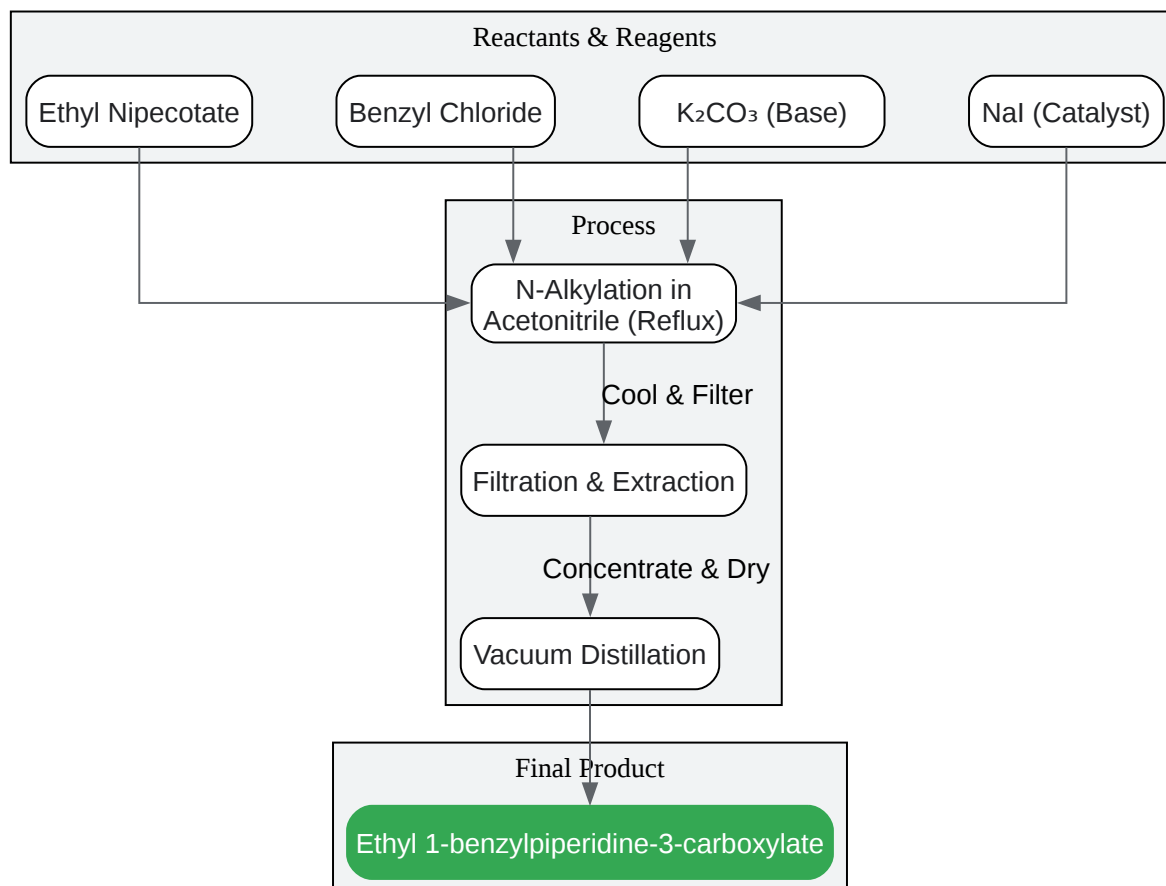 Reactants & Reagents
Ethyl Nipecotate
Benzyl Chloride
K₂CO₃ (Base)
NaI (Catalyst)
Process
N-Alkylation in
Acetonitrile (Reflux)
Cool & Filter
Filtration & Extraction
Concentrate & Dry
Vacuum Distillation
Final Product
Ethyl 1-benzylpiperidine-3-carboxylate